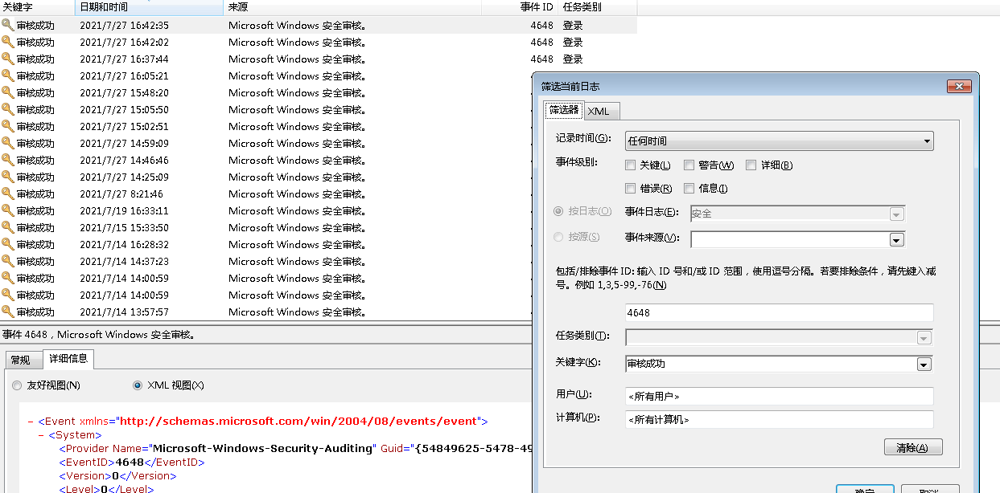 关键字 日期和时间 来源 事件 ID 任务类别
审核成功 2021/7/27 16:42:35 Microsoft Windows 安全审核。 4648 登录
审核成功 2021/7/27 16:42:02 Microsoft Windows 安全审核。 4648 登录
审核成功 2021/7/27 16:37:44 Microsoft Windows 安全审核。 4648 登录
审核成功 2021/7/27 16:05:21 Microsoft Windows 安全审核。
审核成功 2021/7/27 15:48:20 Microsoft Windows 安全审核。
审核成功 2021/7/27 15:05:50 Microsoft Windows 安全审核。
审核成功 2021/7/27 15:02:51 Microsoft Windows 安全审核。
审核成功 2021/7/27 14:59:09 Microsoft Windows 安全审核。
审核成功 2021/7/27 14:46:46 Microsoft Windows 安全审核。
审核成功 2021/7/27 14:25:09 Microsoft Windows 安全审核。
审核成功 2021/7/27 8:21:46 Microsoft Windows 安全审核。
审核成功 2021/7/19 16:33:11 Microsoft Windows 安全审核。
审核成功 2021/7/15 15:33:50 Microsoft Windows 安全审核。
审核成功 2021/7/14 16:28:32 Microsoft Windows 安全审核。
审核成功 2021/7/14 14:37:23 Microsoft Windows 安全审核。
审核成功 2021/7/14 14:00:59 Microsoft Windows 安全审核。
审核成功 2021/7/14 14:00:59 Microsoft Windows 安全审核。
审核成功 2021/7/14 13:57:57 Microsoft Windows 安全审核。
事件 4648，Microsoft Windows 安全审核。
常规 详细信息
友好视图(N) XML 视图(X)
– <Event xmlns="http://schemas.microsoft.com/win/2004/08/events/event">
– <System>
<Provider Name="Microsoft-Windows-Security-Auditing" Guid="{54849625-5478-49
<EventID>4648</EventID>
<Version>0</Version>
<Level>0</Level>
筛选当前日志
筛选器 XML
记录时间(G): 任何时间
事件级别: 关键(L) 警告(W) 详细(B)
错误(R) 信息(I)
按日志(O) 事件日志(E): 安全
按源(S) 事件来源(V):
包括/排除事件 ID: 输入 ID 号和/或 ID 范围，使用逗号分隔。若要排除条件，请先键入减
号。例如 1,3,5-99,-76(N)
4648
任务类别(T):
关键字(K): 审核成功
用户(U): <所有用户>
计算机(P): <所有计算机>
清除(A)
确定 取消